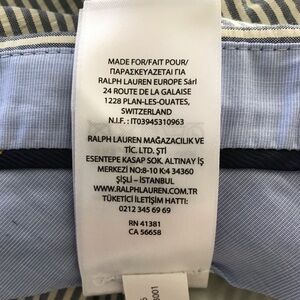 MADE FOR/FAIT POUR/
ΠΑΡΑΣΚΕΥΑΖΕΤΑΙ ΓΙΑ
RALPH LAUREN EUROPE Sàrl
24 ROUTE DE LA GALAISE
1228 PLAN-LES-OUATES,
SWITZERLAND
N.I.F.: IT03945310963
RALPH LAUREN MAĞAZACILIK VE
TİC. LTD. ŞTİ
ESENTEPE KASAP SOK. ALTINAY İŞ
MERKEZİ NO:8-10 K:4 34360
ŞİŞLİ - İSTANBUL
WWW.RALPHLAUREN.COM.TR
TÜKETİCİ İLETİŞİM HATTI:
0212 345 69 69
RN 41381
CA 56658